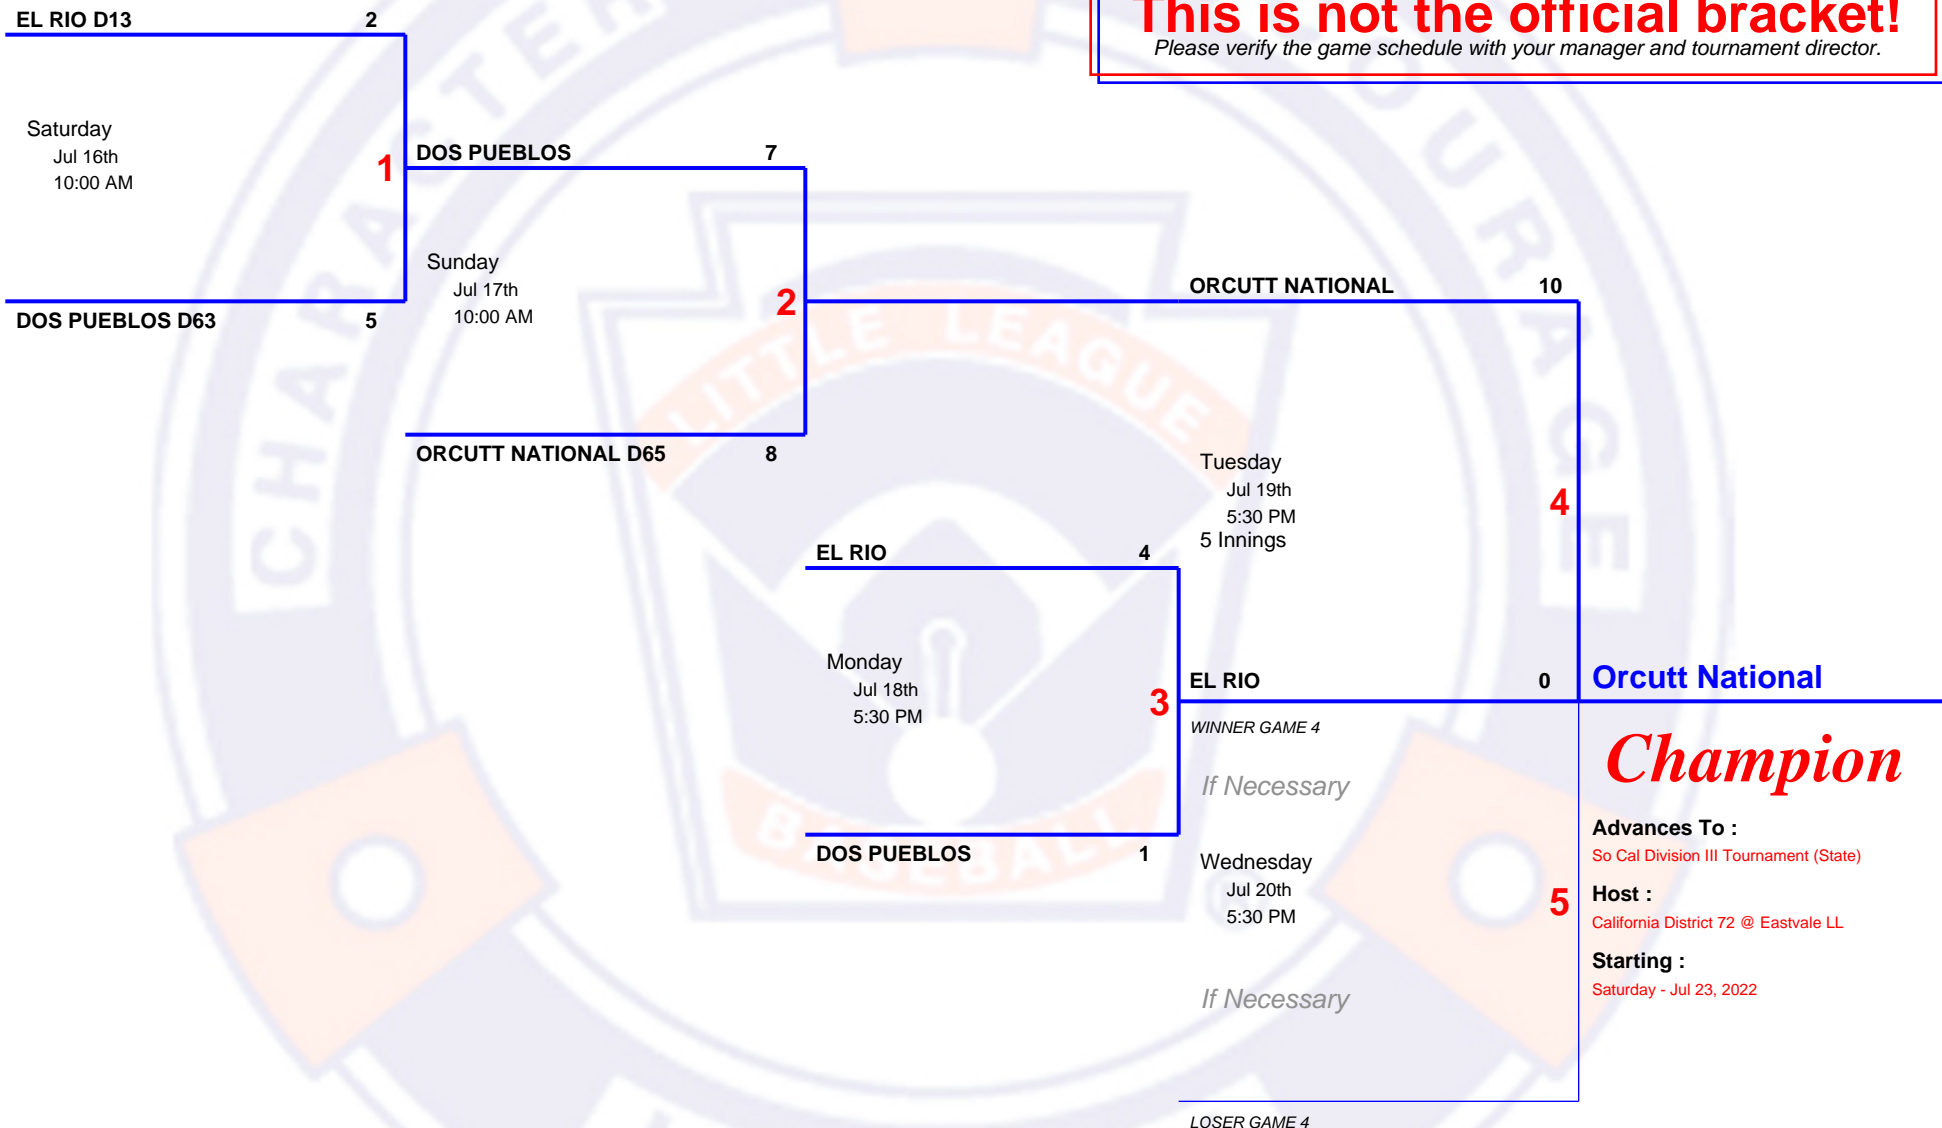 This is not the official bracket!
Please verify the game schedule with your manager and tournament director.
EL RIO D13 2
Saturday
Jul 16th
10:00 AM
1
DOS PUEBLOS D63 5
DOS PUEBLOS 7
Sunday
Jul 17th
10:00 AM
2
ORCUTT NATIONAL D65 8
EL RIO 4
Monday
Jul 18th
5:30 PM
3
DOS PUEBLOS 1
ORCUTT NATIONAL 10
Tuesday
Jul 19th
5:30 PM
5 Innings
4
EL RIO 0
WINNER GAME 4
If Necessary
Wednesday
Jul 20th
5:30 PM
5
If Necessary
LOSER GAME 4
Orcutt National
Champion
Advances To :
So Cal Division III Tournament (State)
Host :
California District 72 @ Eastvale LL
Starting :
Saturday - Jul 23, 2022
CHARACTER
COURAGE
LITTLE LEAGUE
BASEBALL
®